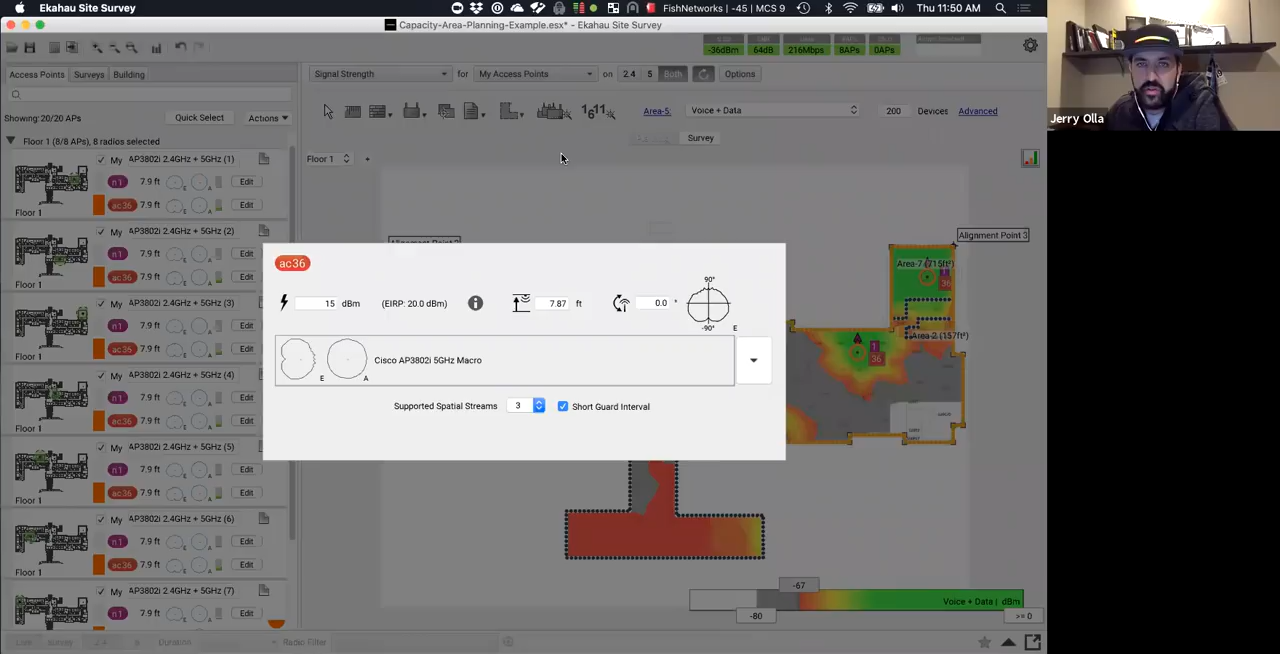 Ekahau Site Survey
FishNetworks | -45 | MCS 9
Thu 11:50 AM
Capacity-Area-Planning-Example.esx* - Ekahau Site Survey
-36dBm
64dB
216Mbps
8APs
0APs
Access Points
Surveys
Building
Signal Strength
for
My Access Points
on
2.4
5
Both
Options
Showing: 20/20 APs
Quick Select
Actions
Area-5:
Voice + Data
200
Devices
Advanced
Survey
Floor 1
+
Floor 1 (8/8 APs), 8 radios selected
My AP3802i 2.4GHz + 5GHz (1)
n1 7.9 ft E A Edit
ac36 7.9 ft E A Edit
Floor 1
My AP3802i 2.4GHz + 5GHz (2)
n1 7.9 ft E A Edit
ac36 7.9 ft E A Edit
Floor 1
My AP3802i 2.4GHz + 5GHz (3)
n1 7.9 ft E A Edit
ac36 7.9 ft E A Edit
Floor 1
My AP3802i 2.4GHz + 5GHz (4)
n1 7.9 ft E A Edit
ac36 7.9 ft E A Edit
Floor 1
My AP3802i 2.4GHz + 5GHz (5)
n1 7.9 ft E A Edit
ac36 7.9 ft E A Edit
Floor 1
My AP3802i 2.4GHz + 5GHz (6)
n1 7.9 ft E A Edit
ac36 7.9 ft E A Edit
Floor 1
My AP3802i 2.4GHz + 5GHz (7)
n1 7.9 ft E A Edit
Alignment Point 3
Area-7 (715ft²)
1
36
Area-2 (157ft²)
1
36
ac36
15 dBm
(EIRP: 20.0 dBm)
7.87 ft
0.0 °
90°
-90°
E
E
A
Cisco AP3802i 5GHz Macro
Supported Spatial Streams
3
Short Guard Interval
-67
Voice + Data | dBm
-80
>= 0
Survey
2.4
Duration
Radio Filter
Jerry Olla